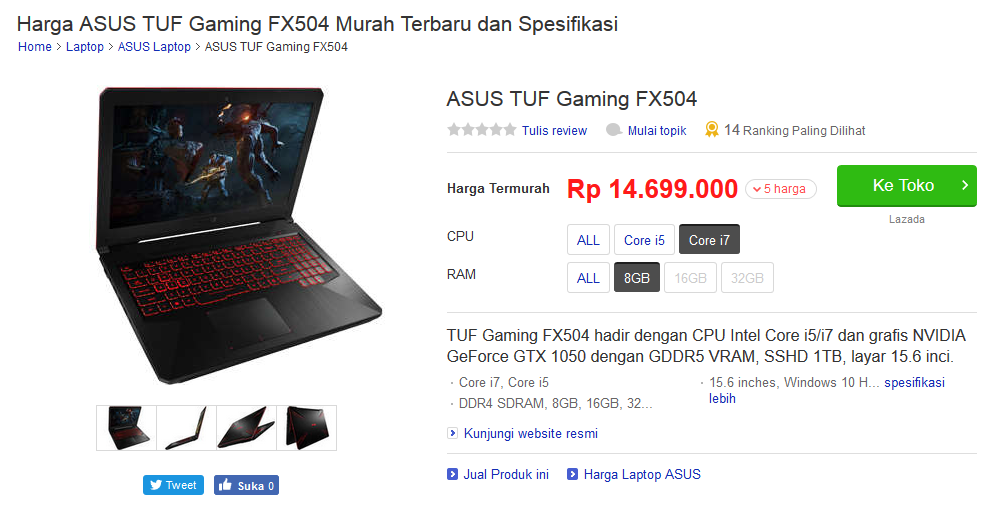 Harga ASUS TUF Gaming FX504 Murah Terbaru dan Spesifikasi
Home > Laptop > ASUS Laptop > ASUS TUF Gaming FX504
ASUS TUF Gaming FX504
Tulis review Mulai topik 14 Ranking Paling Dilihat
Harga Termurah Rp 14.699.000 5 harga Ke Toko
Lazada
CPU ALL Core i5 Core i7
RAM ALL 8GB 16GB 32GB
TUF Gaming FX504 hadir dengan CPU Intel Core i5/i7 dan grafis NVIDIA
GeForce GTX 1050 dengan GDDR5 VRAM, SSHD 1TB, layar 15.6 inci.
· Core i7, Core i5
· DDR4 SDRAM, 8GB, 16GB, 32...
· 15.6 inches, Windows 10 H... spesifikasi
lebih
Kunjungi website resmi
Jual Produk ini Harga Laptop ASUS
Tweet Suka 0